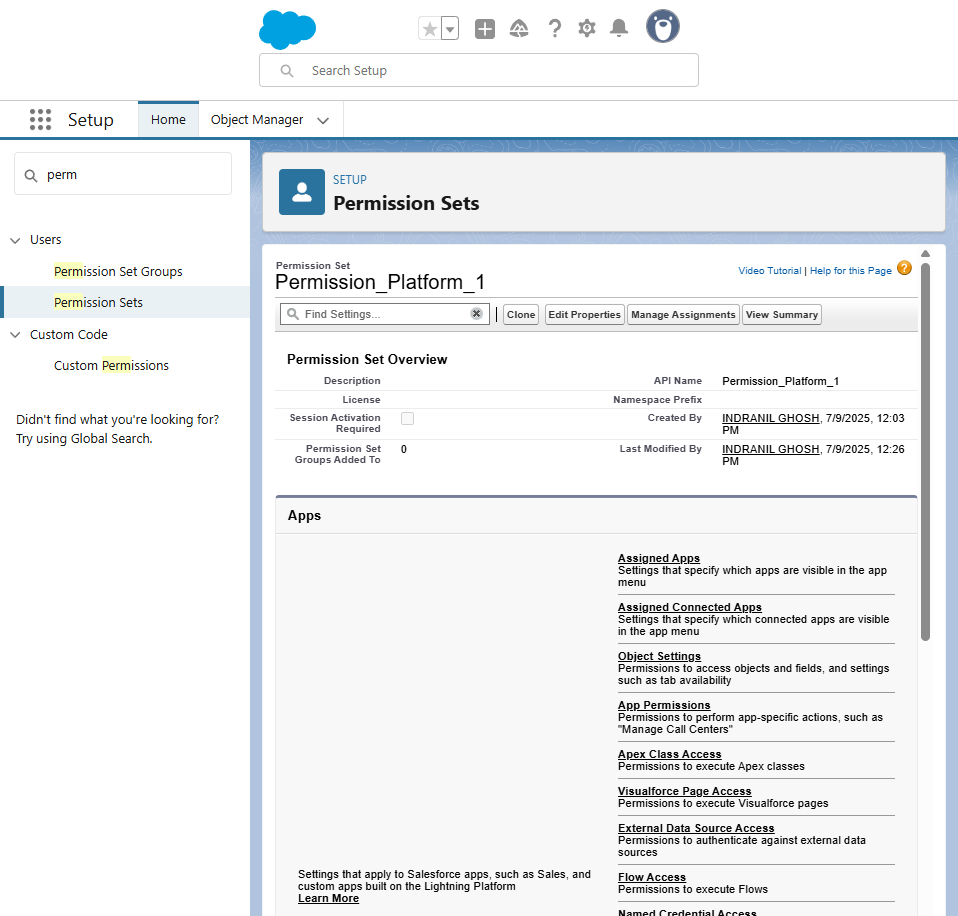 Search Setup
Setup
Home
Object Manager
perm
Users
Permission Set Groups
Permission Sets
Custom Code
Custom Permissions
Didn't find what you're looking for?
Try using Global Search.
SETUP
Permission Sets
Permission Set
Permission_Platform_1
Video Tutorial | Help for this Page ?
Find Settings...
Clone
Edit Properties
Manage Assignments
View Summary
Permission Set Overview
Description
API Name
Permission_Platform_1
License
Namespace Prefix
Session Activation
Required
Created By
INDRANIL GHOSH, 7/9/2025, 12:03
PM
Permission Set
Groups Added To
0
Last Modified By
INDRANIL GHOSH, 7/9/2025, 12:26
PM
Apps
Settings that apply to Salesforce apps, such as Sales, and
custom apps built on the Lightning Platform
Learn More
Assigned Apps
Settings that specify which apps are visible in the app
menu
Assigned Connected Apps
Settings that specify which connected apps are visible
in the app menu
Object Settings
Permissions to access objects and fields, and settings
such as tab availability
App Permissions
Permissions to perform app-specific actions, such as
"Manage Call Centers"
Apex Class Access
Permissions to execute Apex classes
Visualforce Page Access
Permissions to execute Visualforce pages
External Data Source Access
Permissions to authenticate against external data
sources
Flow Access
Permissions to execute Flows
Named Credential Access